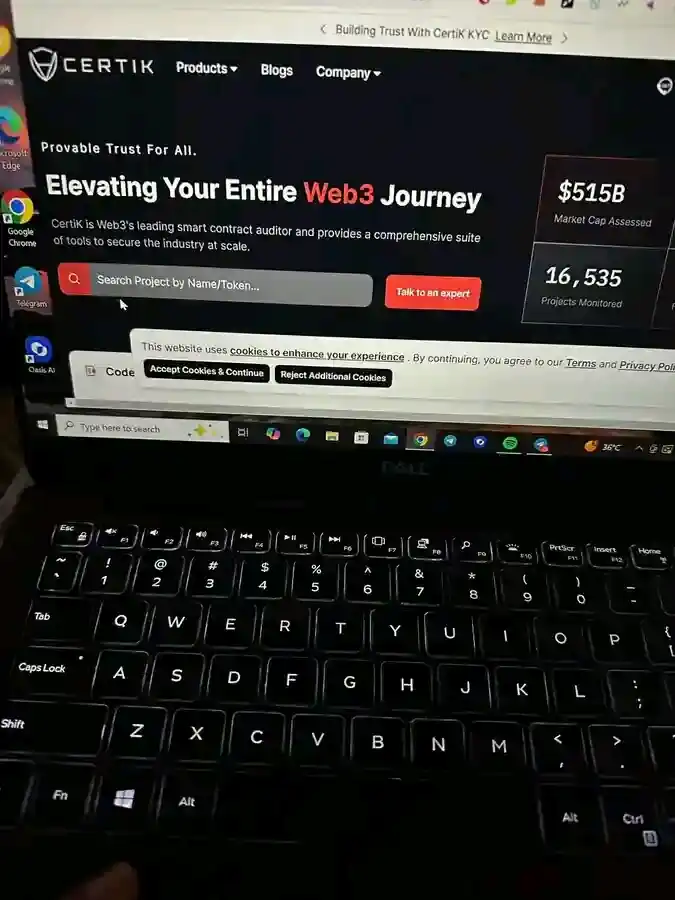 Building Trust With CertiK KYC Learn More
CERTIK Products Blogs Company
Provable Trust For All.
Elevating Your Entire Web3 Journey
CertiK is Web3's leading smart contract auditor and provides a comprehensive suite
of tools to secure the industry at scale.
Search Project by Name/Token...
Talk to an expert
$515B
Market Cap Assessed
16,535
Projects Monitored
Edge
Google
Chrome
Telegram
Oasis AI
This website uses cookies to enhance your experience . By continuing, you agree to our Terms and Privacy Poli
Code
Accept Cookies & Continue Reject Additional Cookies
Type here to search
36°C
DELL
Esc F1 F2 F3 F4 F5 F6 F7 F8 F9 F10 PrtScr F11 Insert F12 Home
~ ! @ # $ % ^ & * ( ) _
` 1 2 3 4 5 6 7 8 9 0 -
Tab Q W E R T Y U I O P { [
Caps Lock A S D F G H J K L : ;
Shift Z X C V B N M < , > .
Fn Alt Alt Ctrl